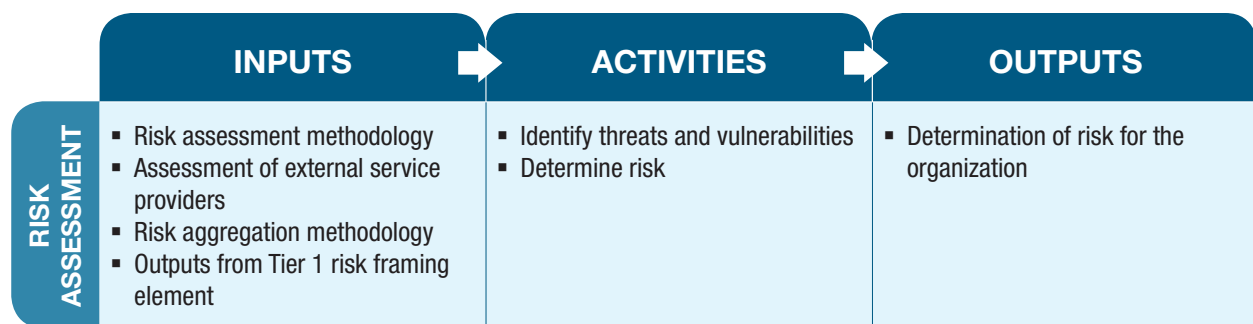 INPUTS
ACTIVITIES
OUTPUTS
RISK
ASSESSMENT
▪ Risk assessment methodology
▪ Assessment of external service
providers
▪ Risk aggregation methodology
▪ Outputs from Tier 1 risk framing
element
▪ Identify threats and vulnerabilities
▪ Determine risk
▪ Determination of risk for the
organization